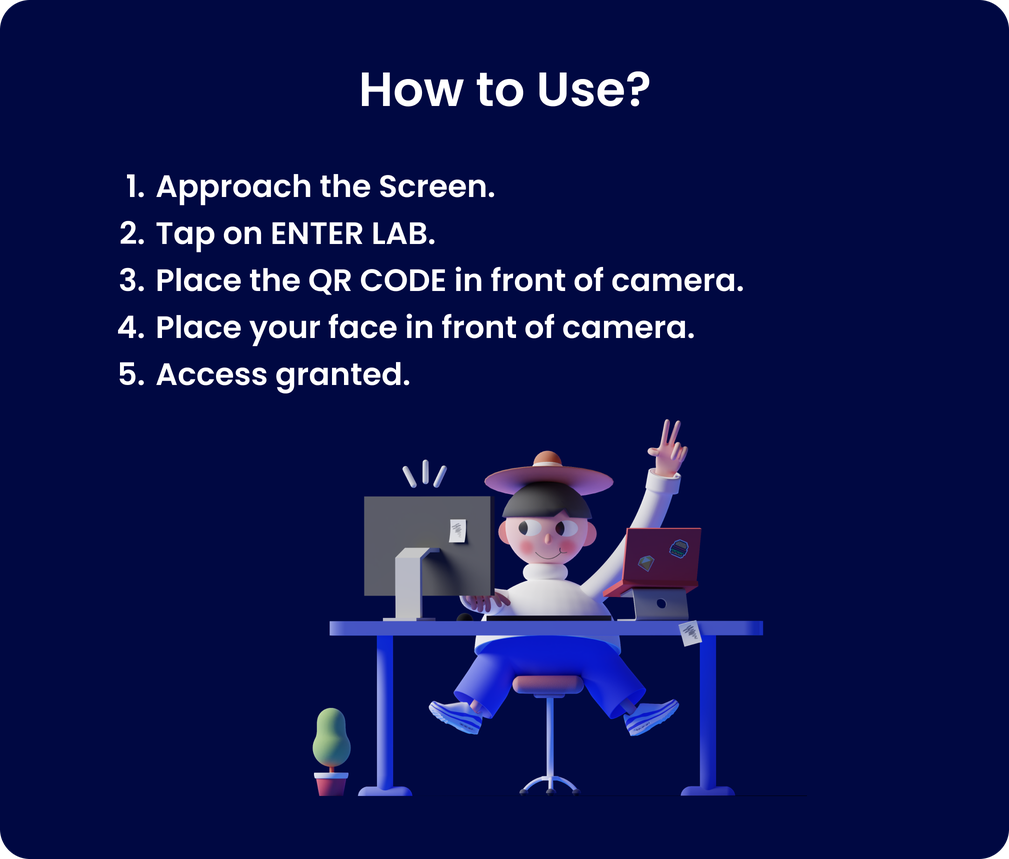 How to Use?
1. Approach the Screen.
2. Tap on ENTER LAB.
3. Place the QR CODE in front of camera.
4. Place your face in front of camera.
5. Access granted.